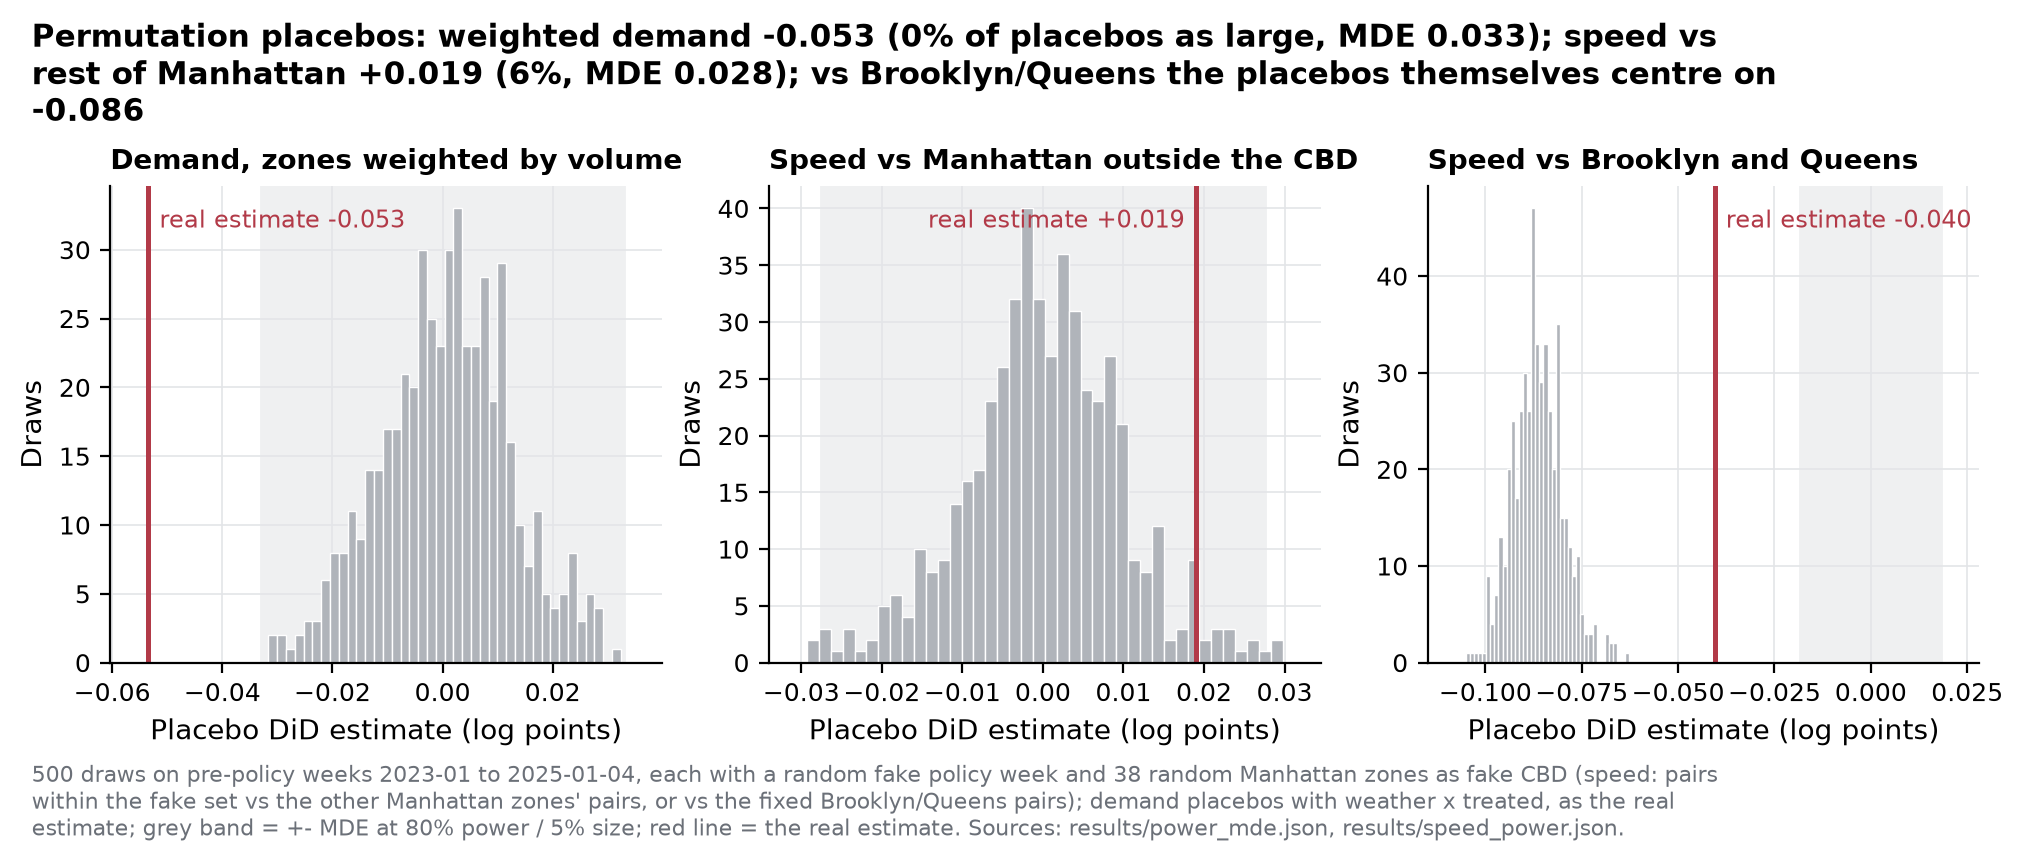 Permutation placebos: weighted demand -0.053 (0% of placebos as large, MDE 0.033); speed vs
rest of Manhattan +0.019 (6%, MDE 0.028); vs Brooklyn/Queens the placebos themselves centre on
-0.086
Demand, zones weighted by volume
real estimate -0.053
Draws
30
25
20
15
10
5
0
−0.06 −0.04 −0.02 0.00 0.02
Placebo DiD estimate (log points)
Speed vs Manhattan outside the CBD
real estimate +0.019
Draws
40
35
30
25
20
15
10
5
0
−0.03 −0.02 −0.01 0.00 0.01 0.02 0.03
Placebo DiD estimate (log points)
Speed vs Brooklyn and Queens
real estimate -0.040
Draws
40
30
20
10
0
−0.100 −0.075 −0.050 −0.025 0.000 0.025
Placebo DiD estimate (log points)
500 draws on pre-policy weeks 2023-01 to 2025-01-04, each with a random fake policy week and 38 random Manhattan zones as fake CBD (speed: pairs
within the fake set vs the other Manhattan zones' pairs, or vs the fixed Brooklyn/Queens pairs); demand placebos with weather x treated, as the real
estimate; grey band = +- MDE at 80% power / 5% size; red line = the real estimate. Sources: results/power_mde.json, results/speed_power.json.